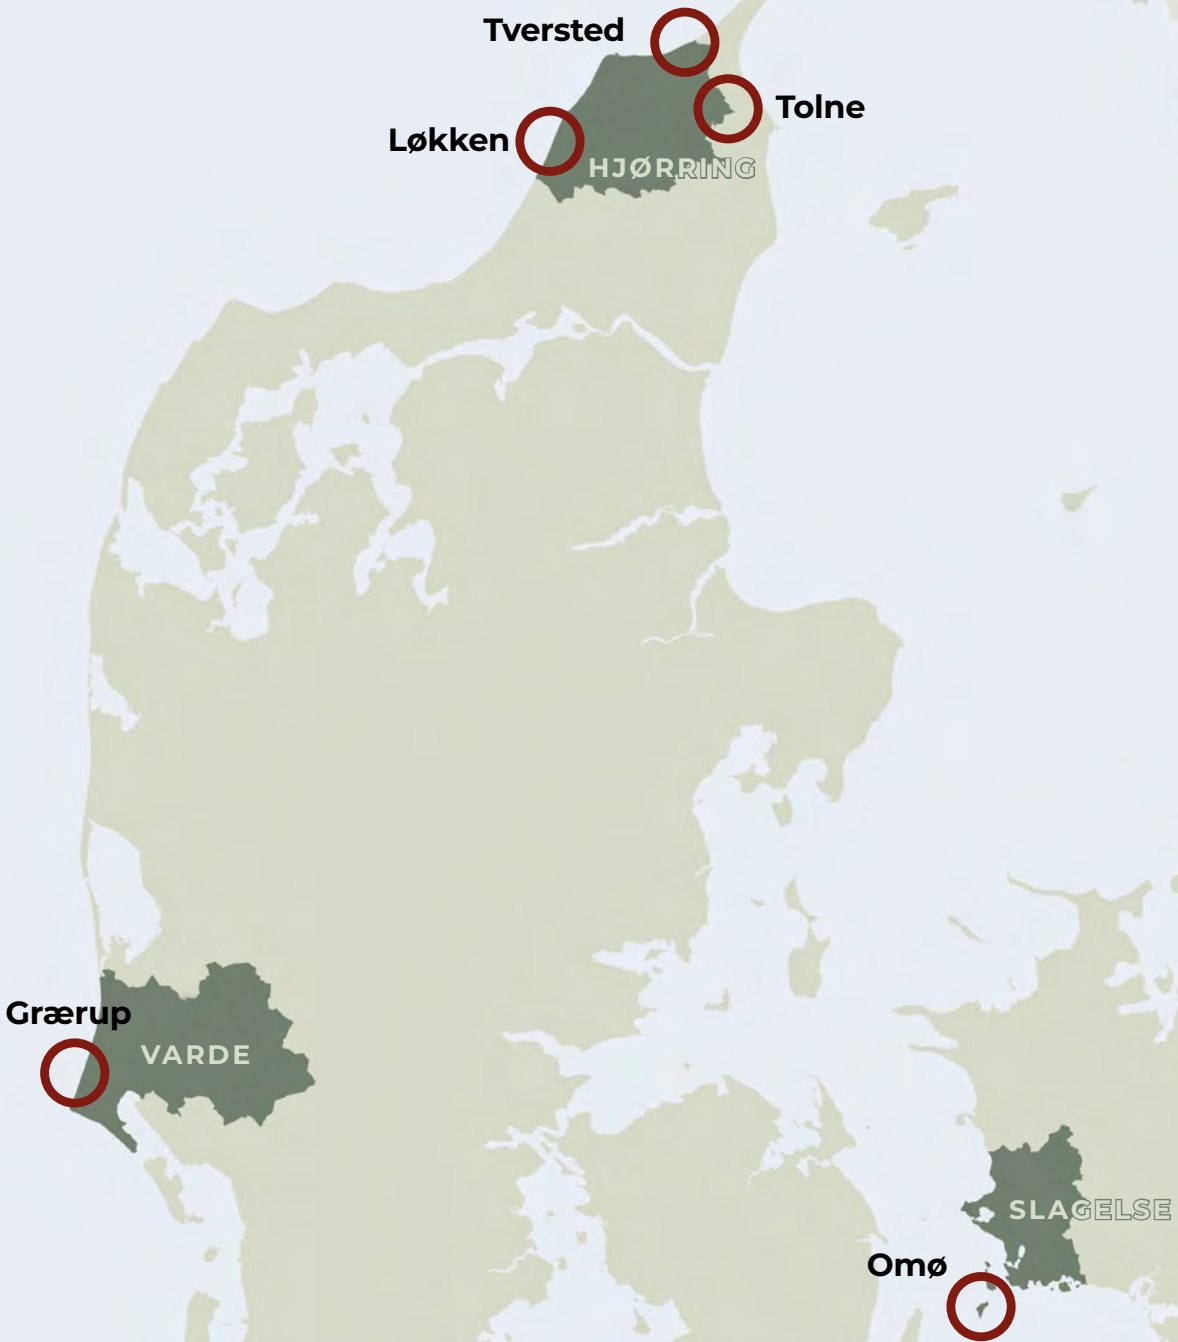 Tversted
Tolne
Løkken
HJØRRING
Grærup
VARDE
SLAGELSE
Omø